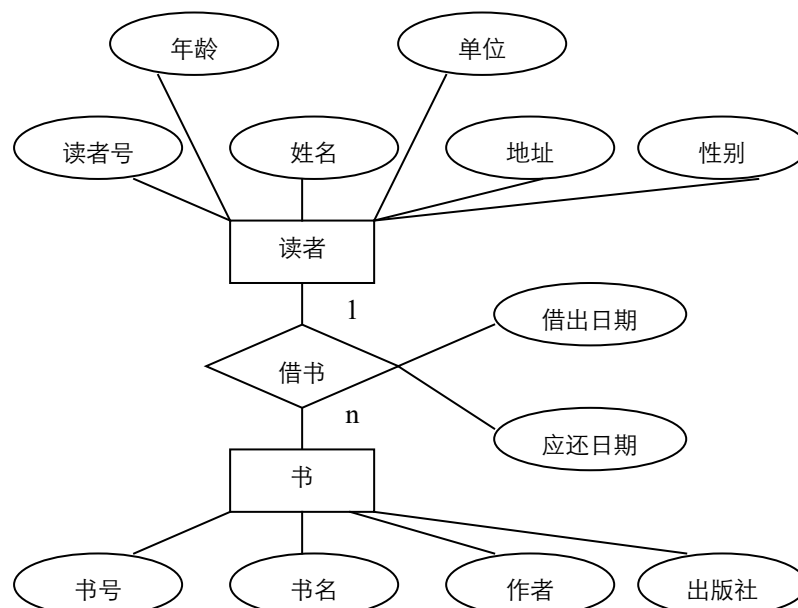 年龄
单位
读者号
姓名
地址
性别
读者
1
借出日期
借书
n
应还日期
书
书号
书名
作者
出版社